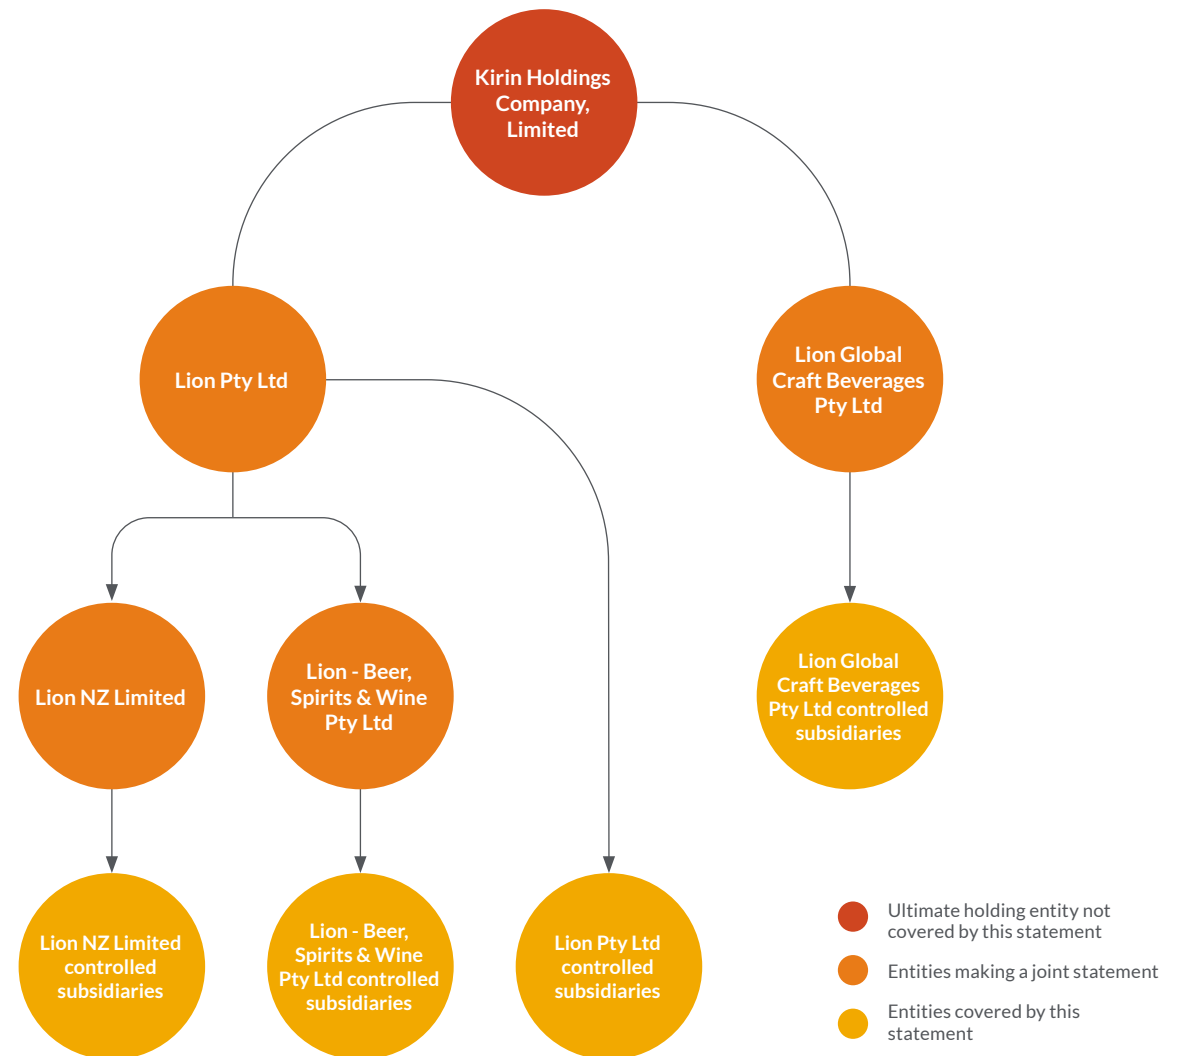 Kirin Holdings
Company,
Limited
Lion Pty Ltd
Lion Global
Craft Beverages
Pty Ltd
Lion NZ Limited
Lion - Beer,
Spirits & Wine
Pty Ltd
Lion Global
Craft Beverages
Pty Ltd controlled
subsidiaries
Lion NZ Limited
controlled
subsidiaries
Lion - Beer,
Spirits & Wine
Pty Ltd controlled
subsidiaries
Lion Pty Ltd
controlled
subsidiaries
Ultimate holding entity not
covered by this statement
Entities making a joint statement
Entities covered by this
statement